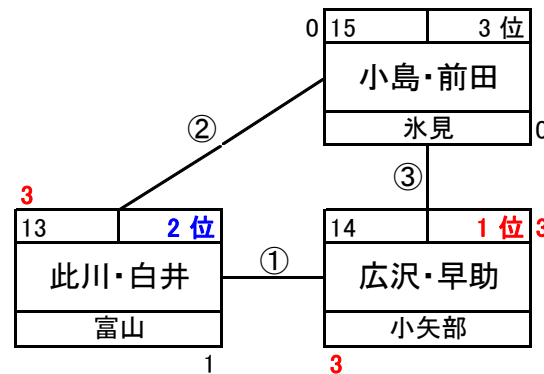 0 15 3 位
小島・前田
氷見 0
②
③
3
13 2 位
此川・白井
富山
1
①
14 1 位 3
広沢・早助
小矢部
3